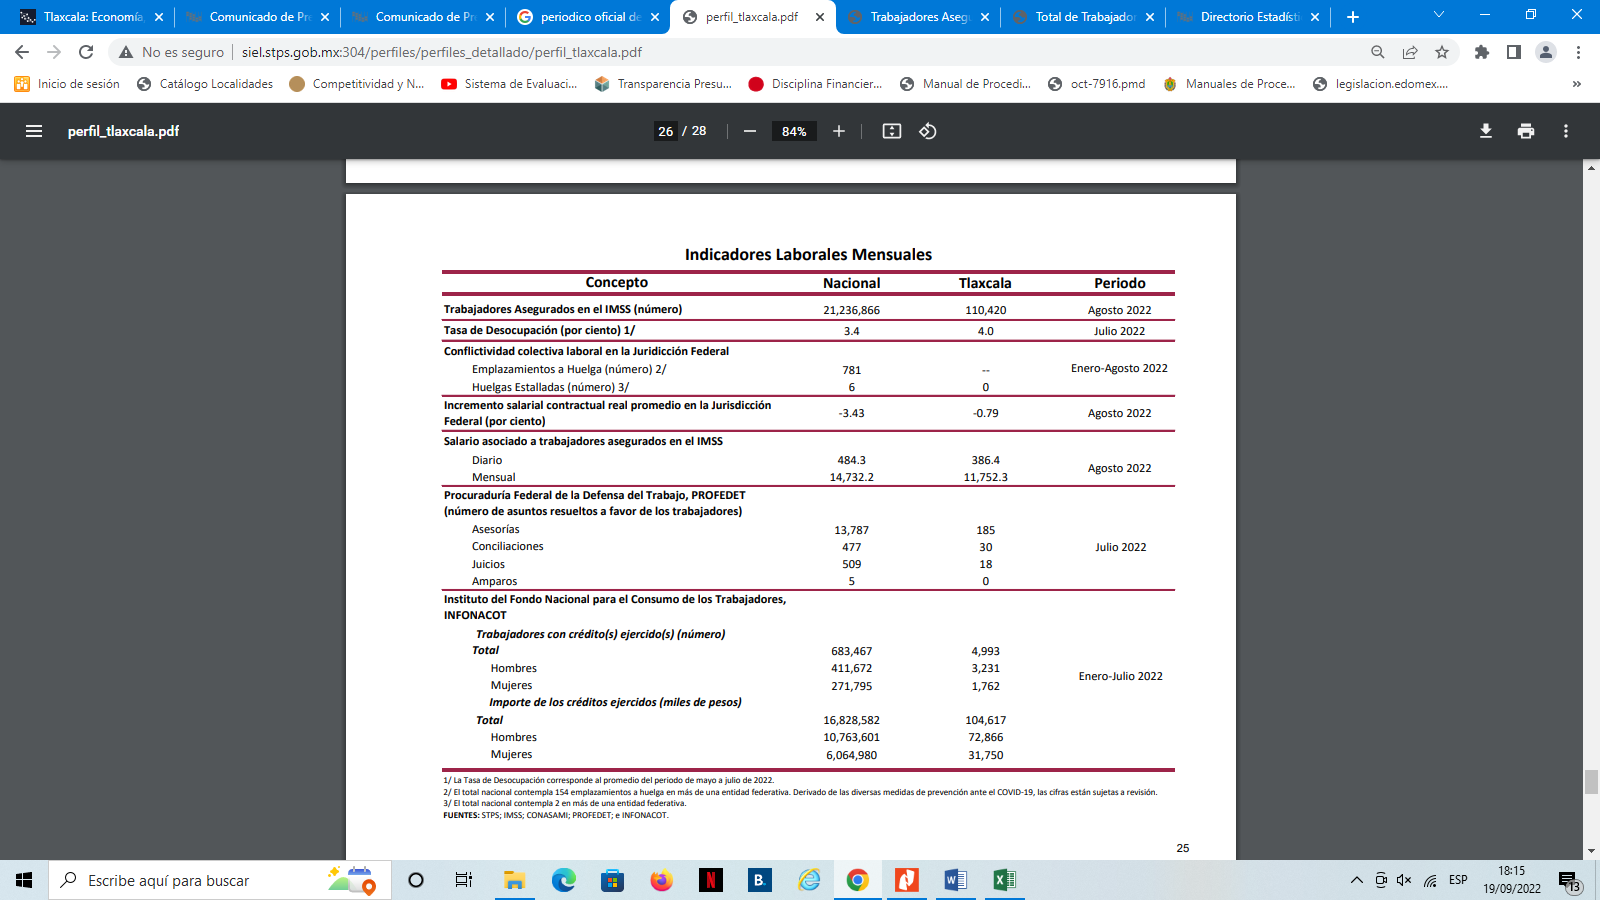 Tlaxcala: Economía,
Comunicado de Pre
Comunicado de Pre
periodico oficial de
perfil_tlaxcala.pdf
Trabajadores Asegu
Total de Trabajador
Directorio Estadísti
No es seguro
siel.stps.gob.mx:304/perfiles/perfiles_detallado/perfil_tlaxcala.pdf
Inicio de sesión
Catálogo Localidades
Competitividad y N...
Sistema de Evaluaci...
Transparencia Presu...
Disciplina Financier...
Manual de Procedi...
oct-7916.pmd
Manuales de Proce...
legislacion.edomex....
»
perfil_tlaxcala.pdf
26 / 28
84%
Indicadores Laborales Mensuales
Concepto Nacional Tlaxcala Periodo
Trabajadores Asegurados en el IMSS (número) 21,236,866 110,420 Agosto 2022
Tasa de Desocupación (por ciento) 1/ 3.4 4.0 Julio 2022
Conflictividad colectiva laboral en la Juridicción Federal
Emplazamientos a Huelga (número) 2/ 781 -- Enero-Agosto 2022
Huelgas Estalladas (número) 3/ 6 0
Incremento salarial contractual real promedio en la Jurisdicción
Federal (por ciento) -3.43 -0.79 Agosto 2022
Salario asociado a trabajadores asegurados en el IMSS
Diario 484.3 386.4 Agosto 2022
Mensual 14,732.2 11,752.3
Procuraduría Federal de la Defensa del Trabajo, PROFEDET
(número de asuntos resueltos a favor de los trabajadores)
Asesorías 13,787 185
Conciliaciones 477 30 Julio 2022
Juicios 509 18
Amparos 5 0
Instituto del Fondo Nacional para el Consumo de los Trabajadores,
INFONACOT
Trabajadores con crédito(s) ejercido(s) (número)
Total 683,467 4,993
Hombres 411,672 3,231 Enero-Julio 2022
Mujeres 271,795 1,762
Importe de los créditos ejercidos (miles de pesos)
Total 16,828,582 104,617
Hombres 10,763,601 72,866
Mujeres 6,064,980 31,750
1/ La Tasa de Desocupación corresponde al promedio del periodo de mayo a julio de 2022.
2/ El total nacional contempla 154 emplazamientos a huelga en más de una entidad federativa. Derivado de las diversas medidas de prevención ante el COVID-19, las cifras están sujetas a revisión.
3/ El total nacional contempla 2 en más de una entidad federativa.
FUENTES: STPS; IMSS; CONASAMI; PROFEDET; e INFONACOT.
25
Escribe aquí para buscar
N
B.
ESP
18:15
19/09/2022
13